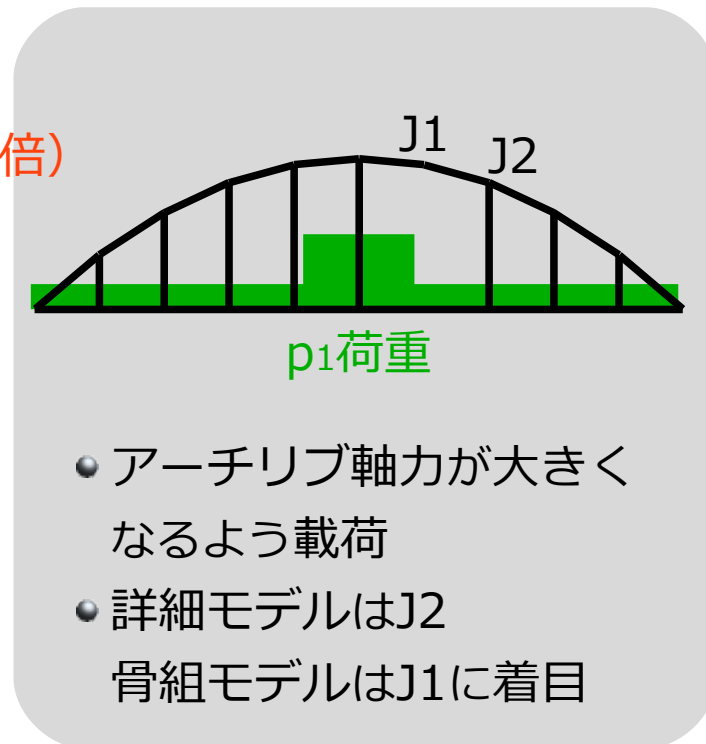 倍）
J1
J2
p1荷重
アーチリブ軸力が大きく
なるよう載荷
詳細モデルはJ2
骨組モデルはJ1に着目